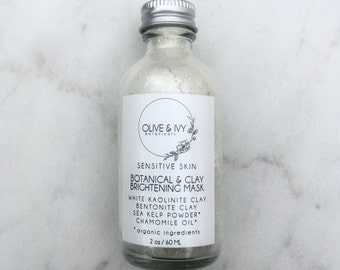 OLIVE & IVY
botanicals
SENSITIVE SKIN
BOTANICAL & CLAY
BRIGHTENING MASK
WHITE KAOLINITE CLAY
BENTONITE CLAY
SEA KELP POWDER*
CHAMOMILE OIL*
* organic ingredients
2 oz / 60 ML